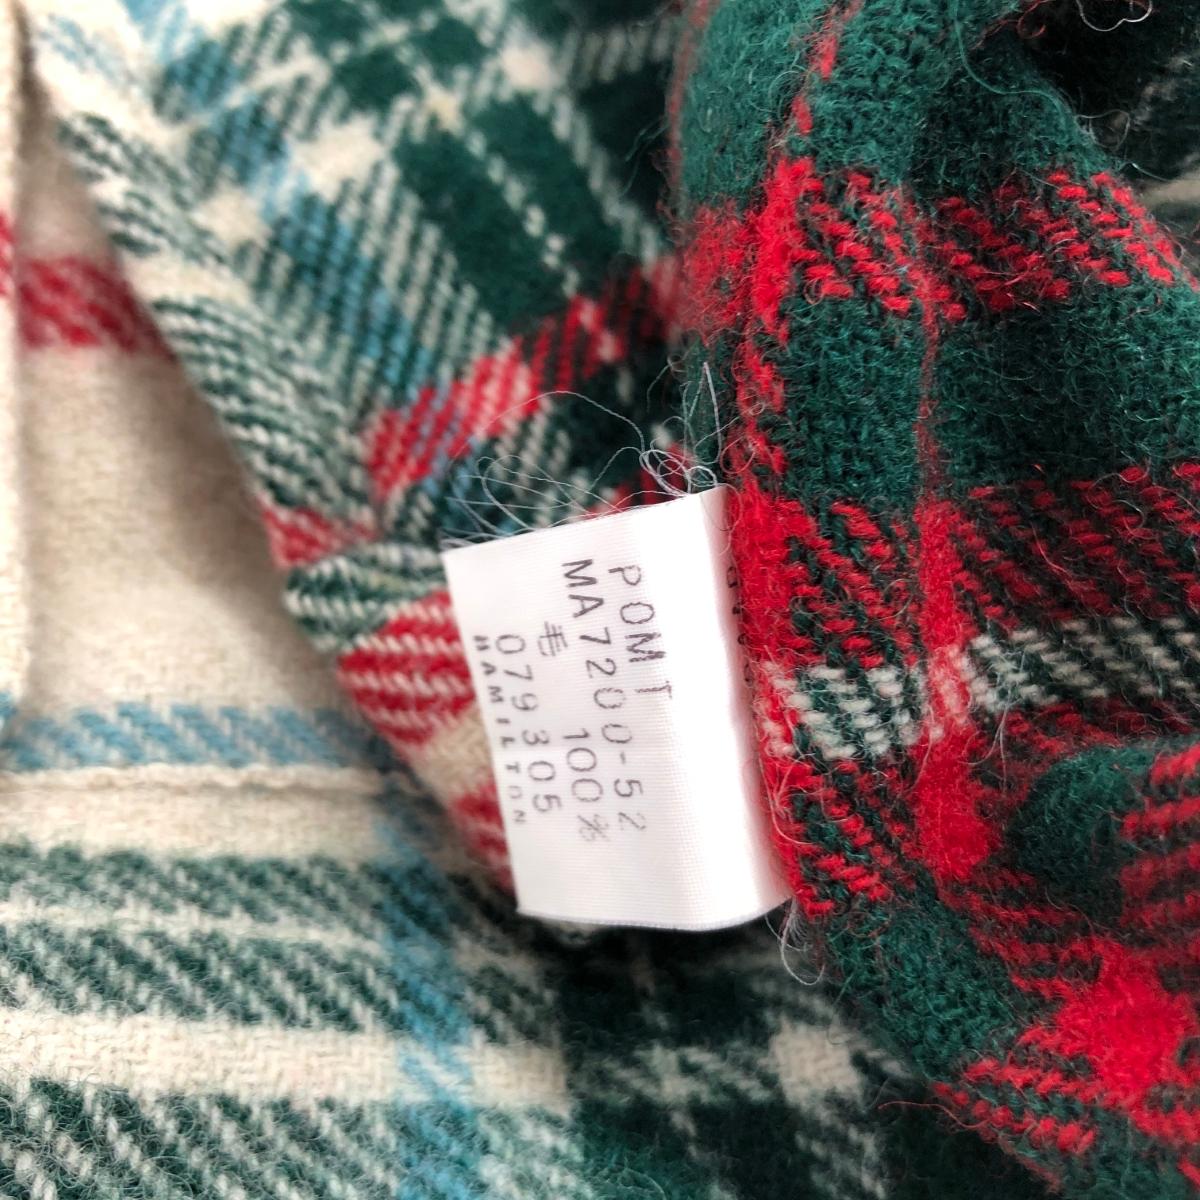 POM T
MA7200-52
毛 100%
079305
HAMILTON